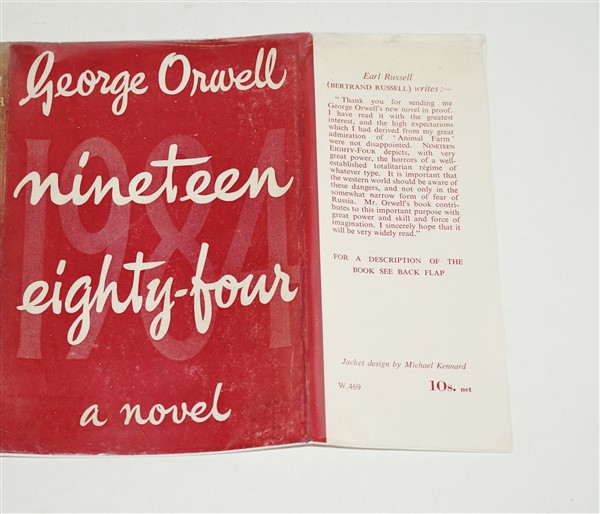 George Orwell
1984
nineteen
eighty-four
a novel
H
Earl Russell
(BERTRAND RUSSELL) writes:—
"Thank you for sending me
George Orwell's new novel in proof.
I have read it with the greatest
interest, and the high expectations
which I had derived from my great
admiration of 'Animal Farm'
were not disappointed. NINETEEN
EIGHTY-FOUR depicts, with very
great power, the horrors of a well-
established totalitarian régime of
whatever type. It is important that
the western world should be aware of
these dangers, and not only in the
somewhat narrow form of fear of
Russia. Mr. Orwell's book contri-
butes to this important purpose with
great power and skill and force of
imagination. I sincerely hope that it
will be very widely read."
FOR A DESCRIPTION OF THE
BOOK SEE BACK FLAP
Jacket design by Michael Kennard
W.469 10s. net